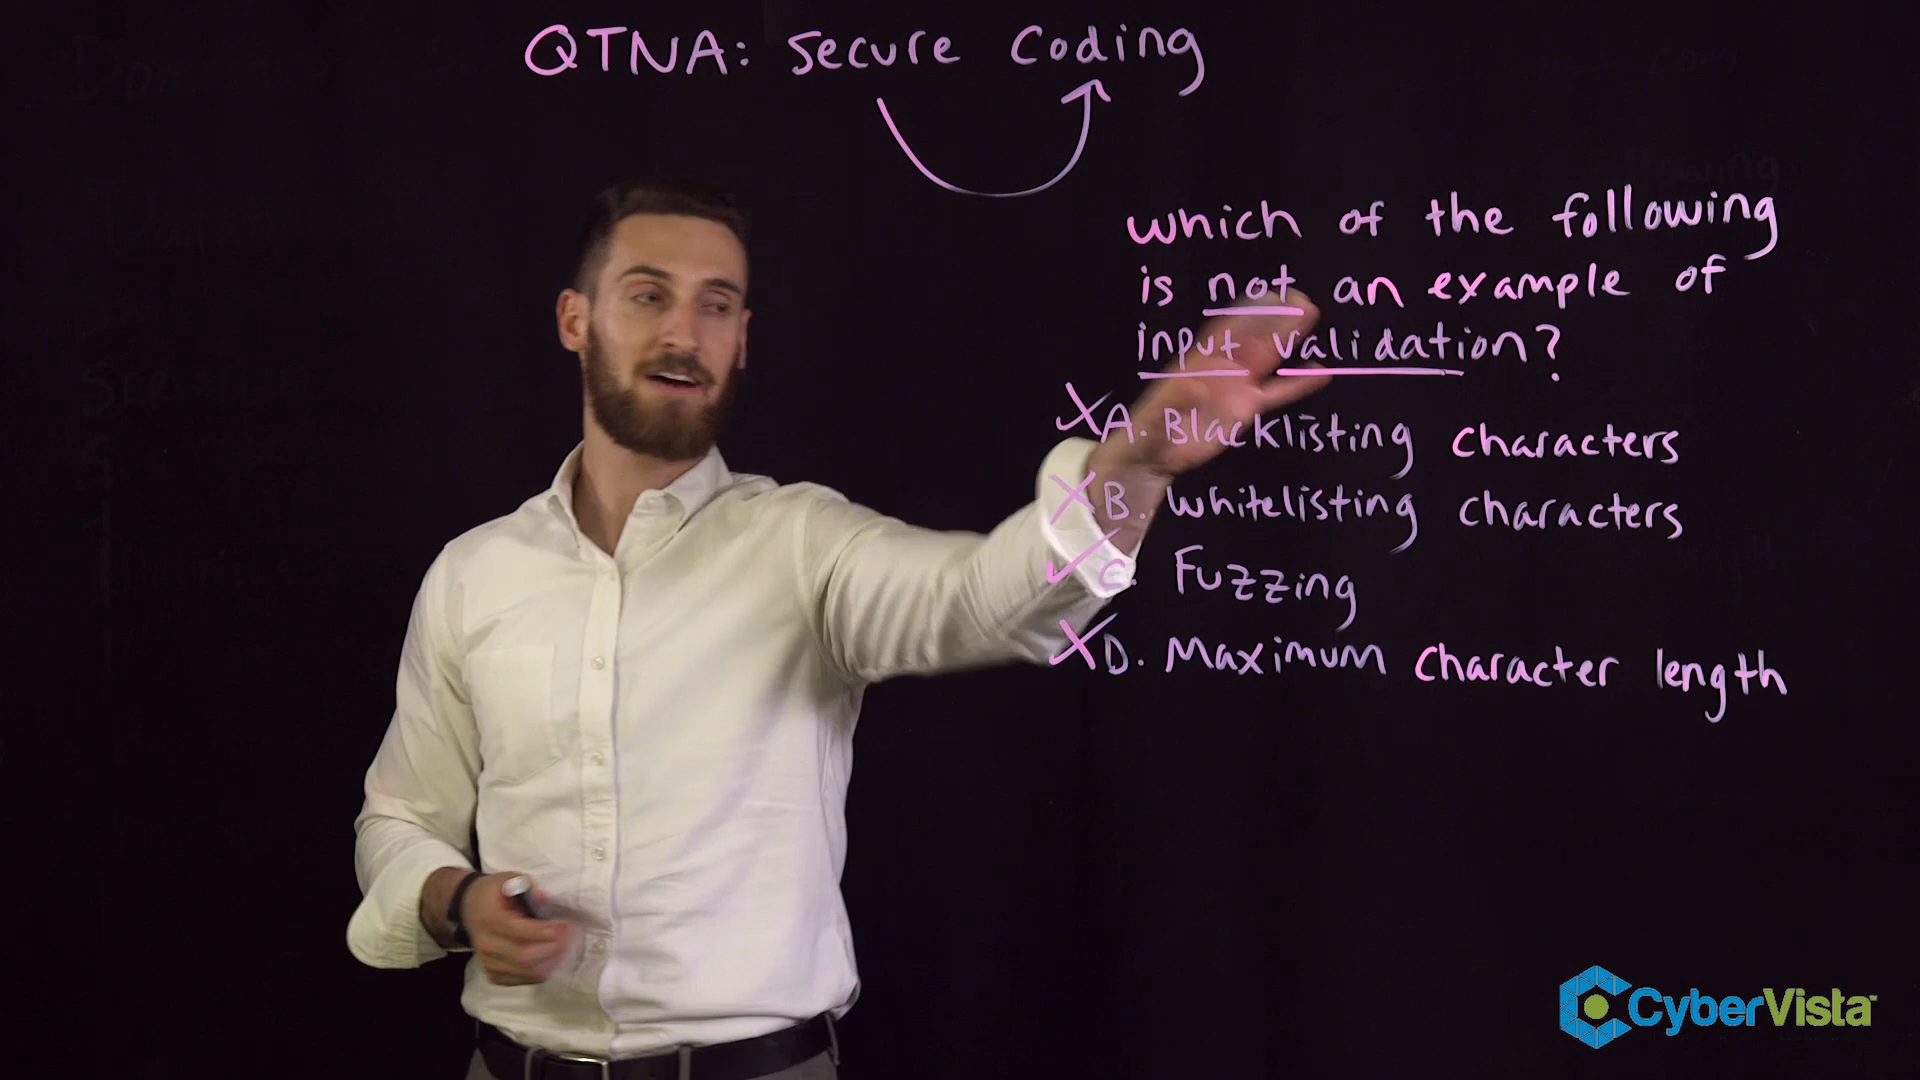 QTNA: Secure Coding
which of the following
is not an example of
input validation?
A. Blacklisting characters
B. Whitelisting characters
C. Fuzzing
D. Maximum character length
CyberVista